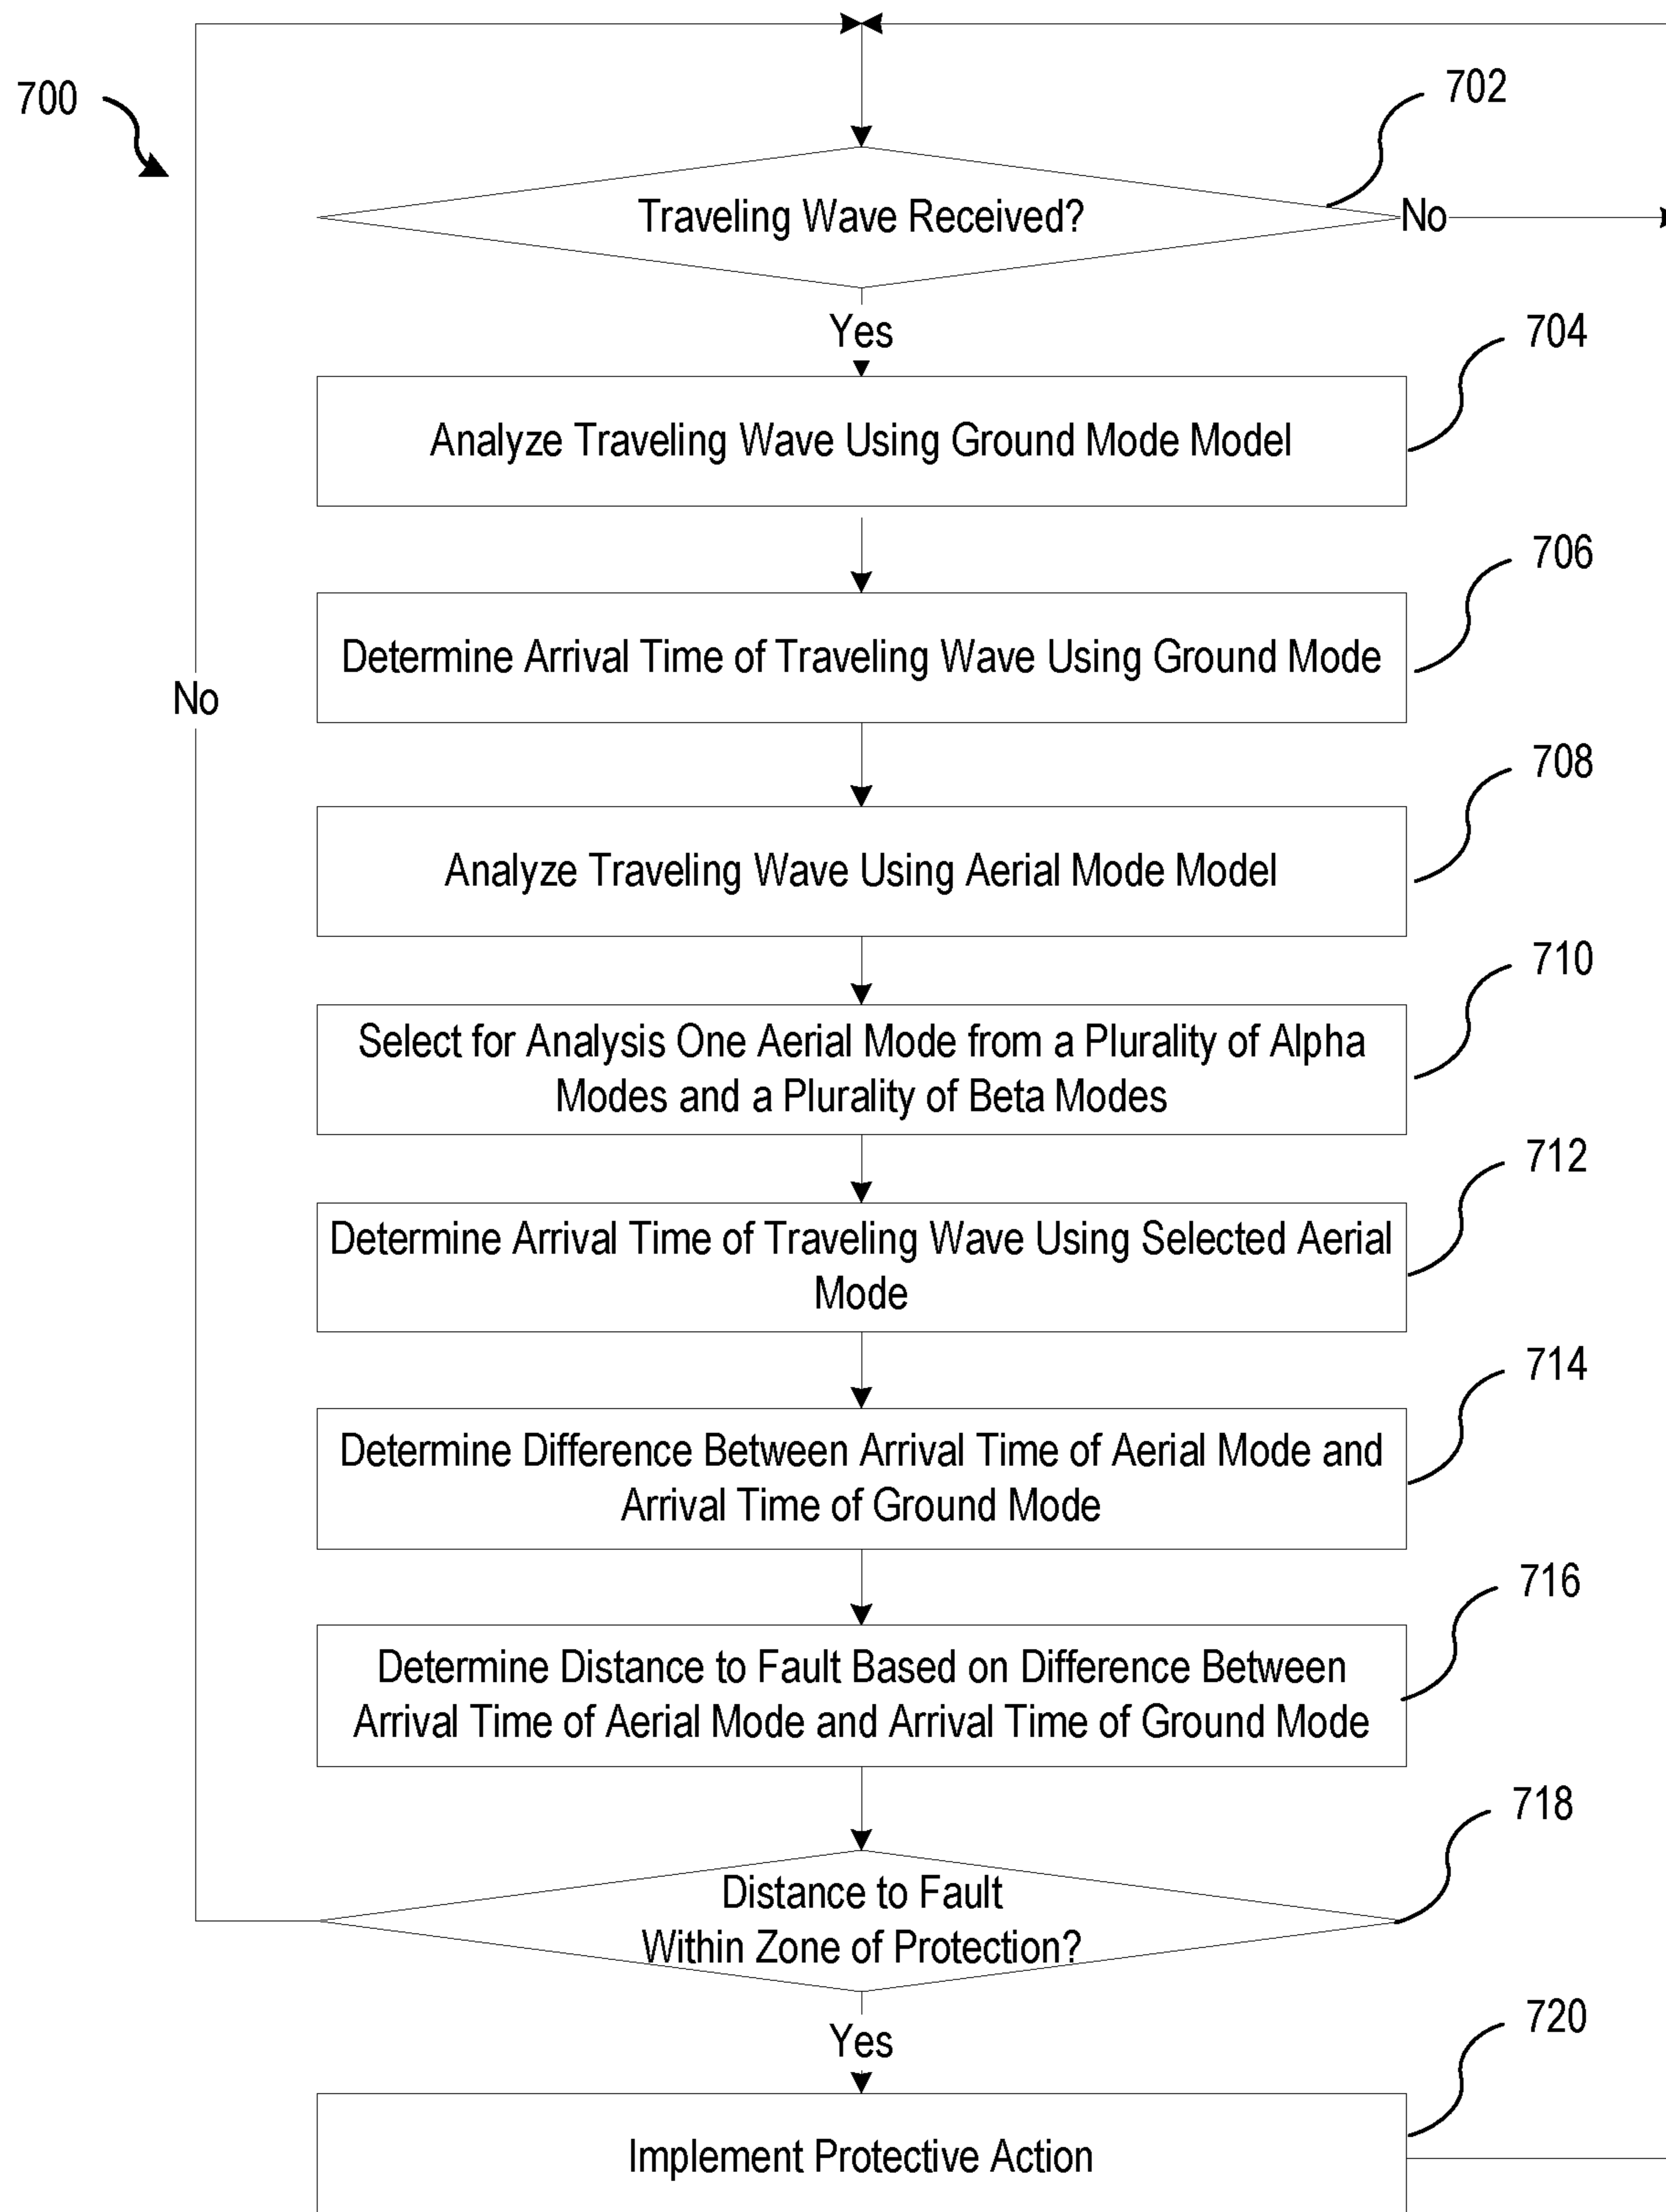 700
702
Traveling Wave Received?
No
Yes
704
Analyze Traveling Wave Using Ground Mode Model
706
Determine Arrival Time of Traveling Wave Using Ground Mode
No
708
Analyze Traveling Wave Using Aerial Mode Model
710
Select for Analysis One Aerial Mode from a Plurality of Alpha
Modes and a Plurality of Beta Modes
712
Determine Arrival Time of Traveling Wave Using Selected Aerial
Mode
714
Determine Difference Between Arrival Time of Aerial Mode and
Arrival Time of Ground Mode
716
Determine Distance to Fault Based on Difference Between
Arrival Time of Aerial Mode and Arrival Time of Ground Mode
718
Distance to Fault
Within Zone of Protection?
Yes
720
Implement Protective Action